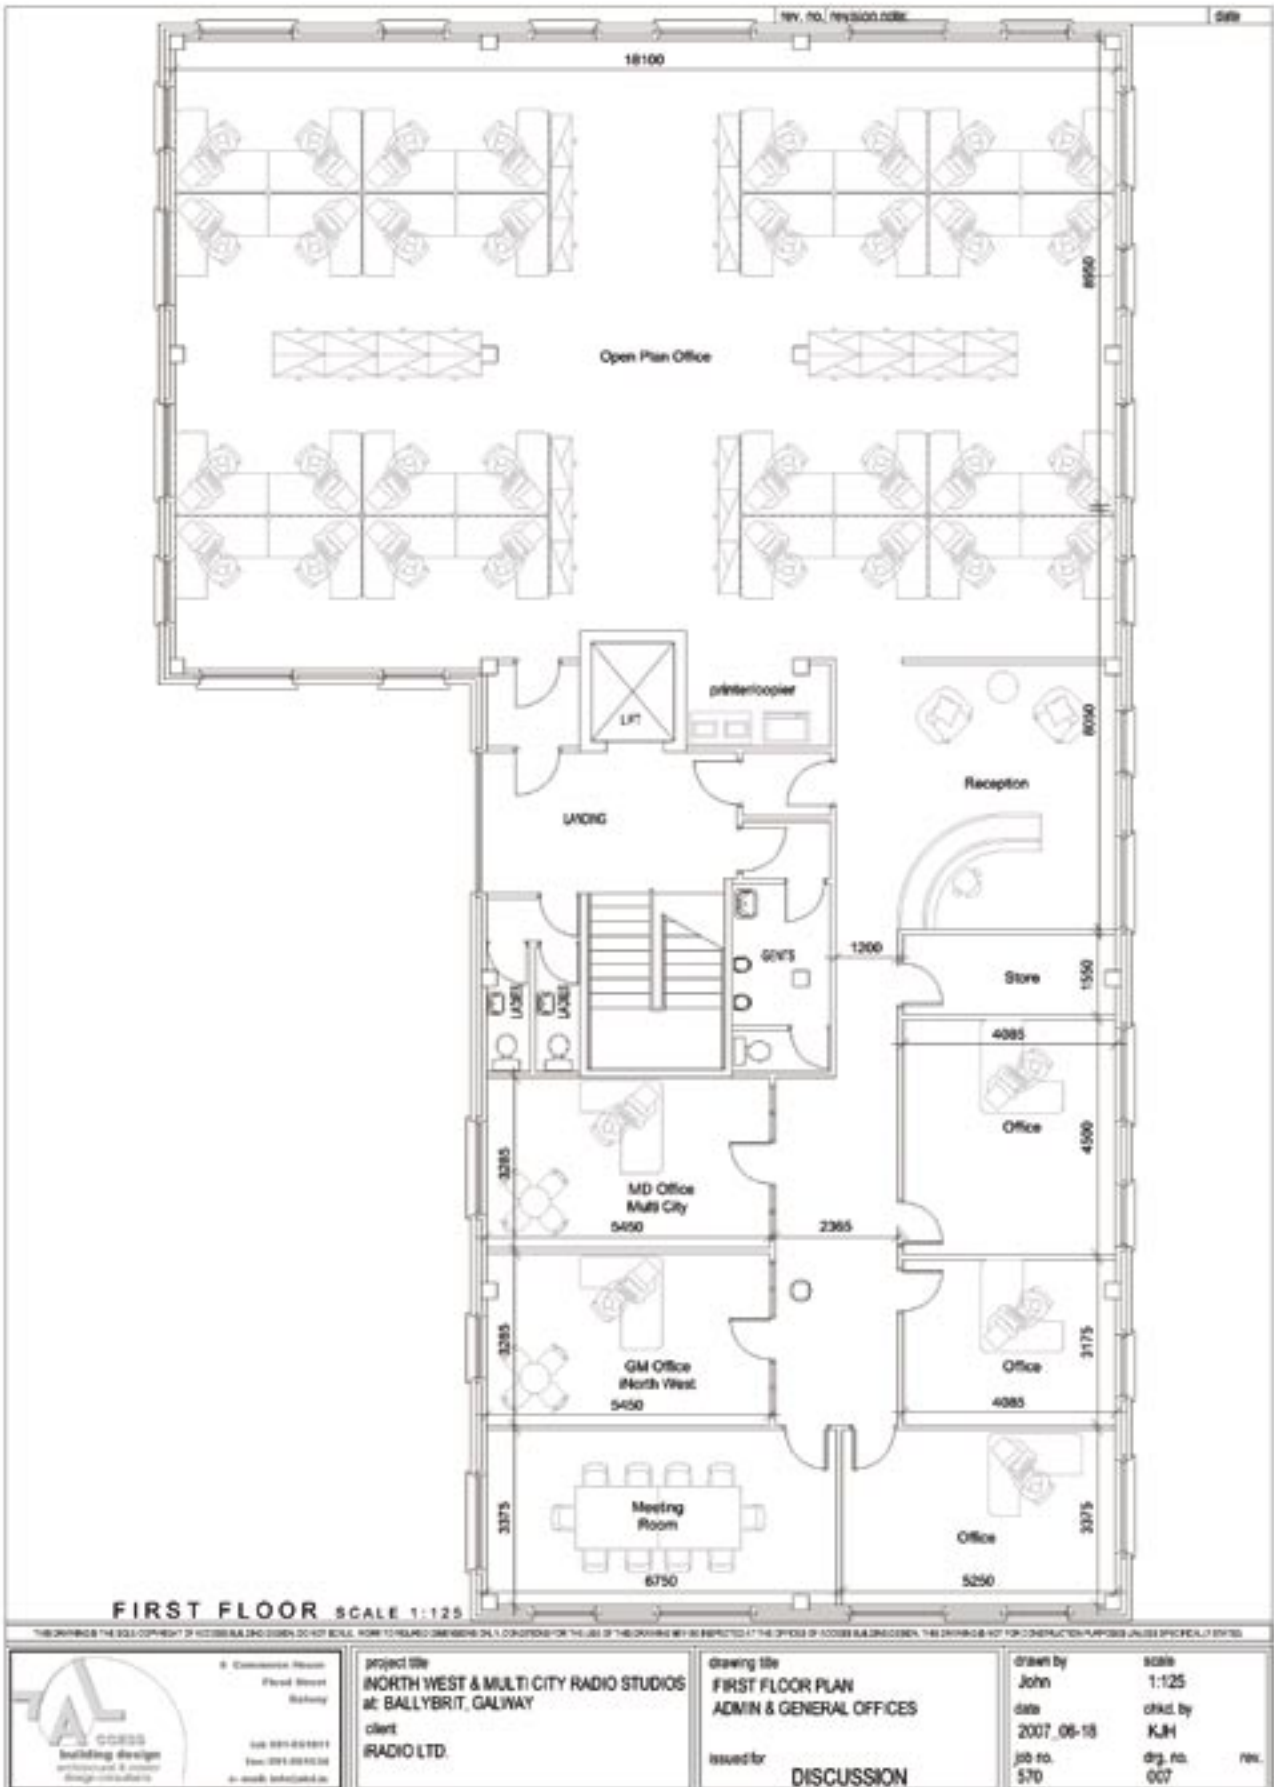 rev. no. revision note: date
18100
8950
Open Plan Office
printer/copier
LIFT
8050
Reception
LANDING
GENTS
1200
Store
1550
LADIES
LADIES
4085
Office
4500
3285
MD Office
Multi City
5450
2365
3285
GM Office
iNorth West
5450
Office
3175
4085
Meeting
Room
3375
6750
Office
3375
5250
FIRST FLOOR SCALE 1:125
CCESS
building design
project title
iNORTH WEST & MULTI CITY RADIO STUDIOS
at: BALLYBRIT, GALWAY
client
iRADIO LTD.
drawing title
FIRST FLOOR PLAN
ADMIN & GENERAL OFFICES
issued for
DISCUSSION
drawn by scale
John 1:125
date chkd. by
2007_06-18 KJH
job no. drg. no. rev.
570 007